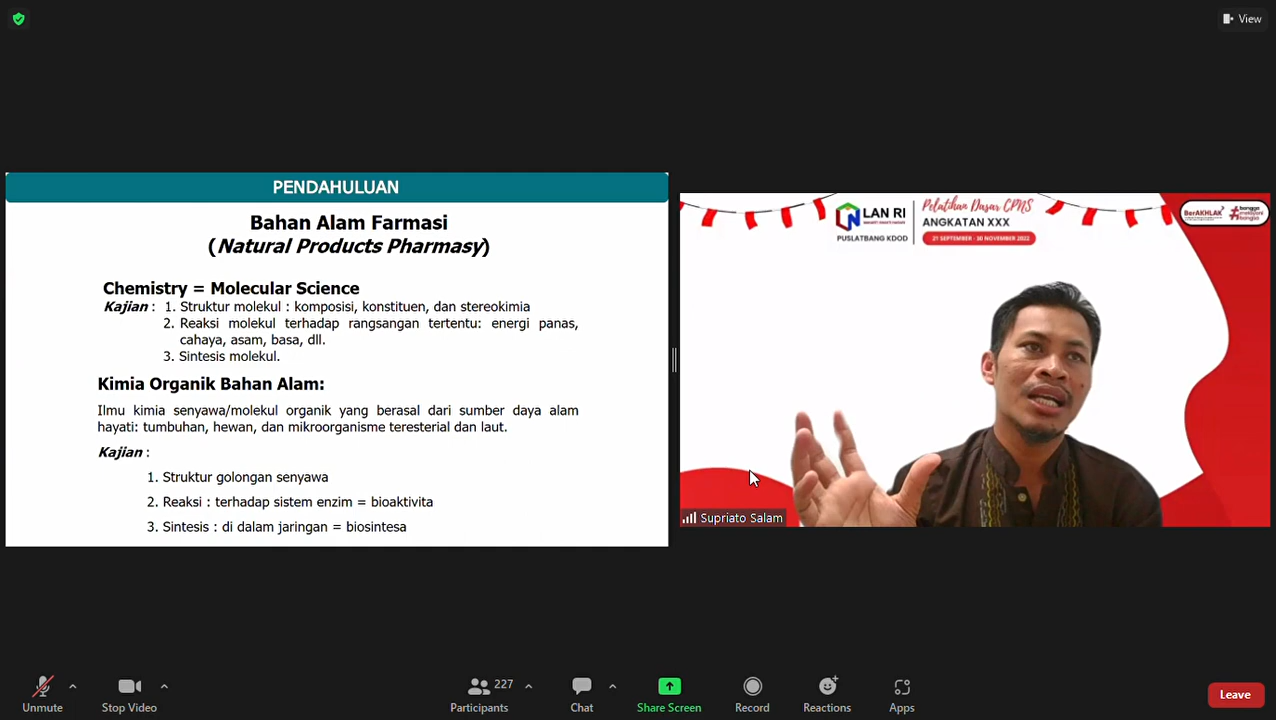 View
PENDAHULUAN
Bahan Alam Farmasi
(Natural Products Pharmasy)
Chemistry = Molecular Science
Kajian : 1. Struktur molekul : komposisi, konstituen, dan stereokimia
2. Reaksi molekul terhadap rangsangan tertentu: energi panas,
cahaya, asam, basa, dll.
3. Sintesis molekul.
Kimia Organik Bahan Alam:
Ilmu kimia senyawa/molekul organik yang berasal dari sumber daya alam
hayati: tumbuhan, hewan, dan mikroorganisme teresterial dan laut.
Kajian :
1. Struktur golongan senyawa
2. Reaksi : terhadap sistem enzim = bioaktivita
3. Sintesis : di dalam jaringan = biosintesa
LAN RI
PUSLATBANG KDOD
Pelatihan Dasar CPNS
ANGKATAN XXX
21 SEPTEMBER - 30 NOVEMBER 2022
BerAKHLAK
#bangga
melayani
bangsa
Supriato Salam
Unmute
Stop Video
227
Participants
Chat
Share Screen
Record
Reactions
Apps
Leave